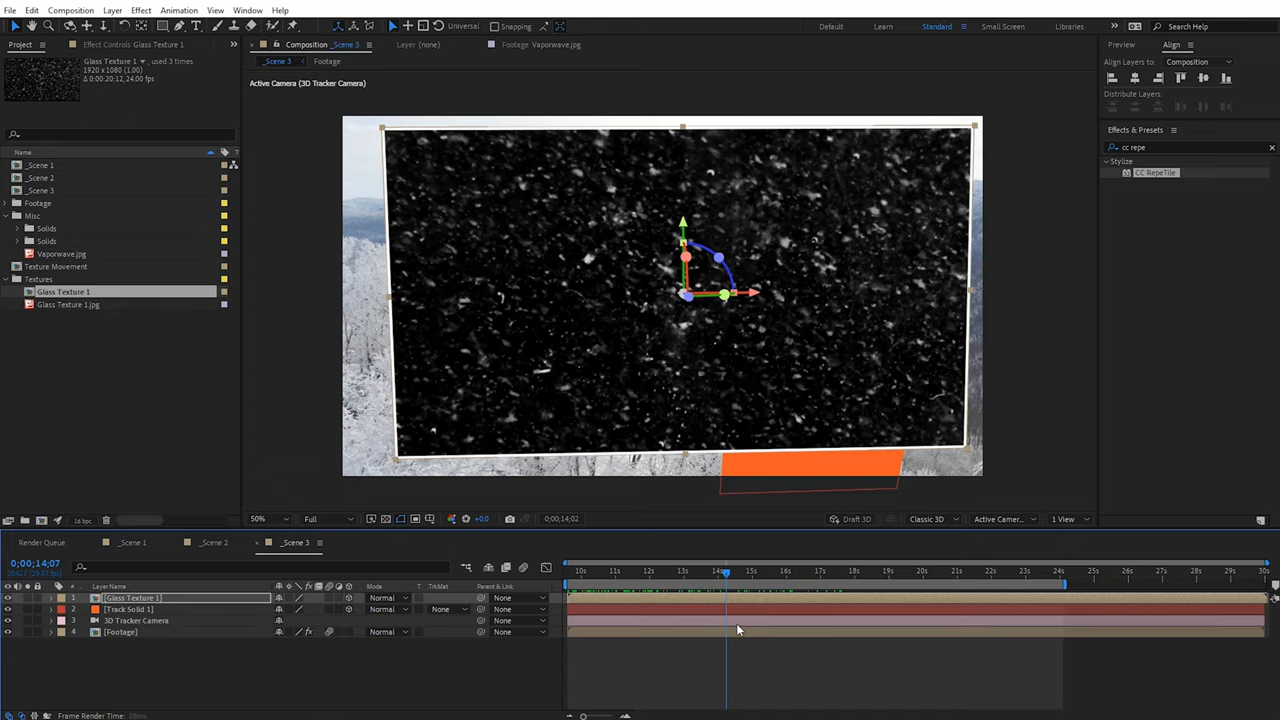 File Edit Composition Layer Effect Animation View Window Help
Universal Snapping Default Learn Standard Small Screen Libraries Search Help
Project Effect Controls Glass Texture 1 Composition _Scene 3 Layer (none) Footage Vaporwave.jpg Preview Align
Glass Texture 1 , used 3 times
1920 x 1080 (1.00)
Δ 0:00:20:12, 24.00 fps
_Scene 3 Footage
Align Layers to: Composition
Active Camera (3D Tracker Camera)
Distribute Layers:
Effects & Presets
cc repe
Name
Stylize
CC RepeTile
_Scene 1
_Scene 2
_Scene 3
Footage
Misc
Solids
Solids
Vaporwave.jpg
Texture Movement
Textures
Glass Texture 1
Glass Texture 1.jpg
16 bpc
50% Full +0.0 0;00;14;02 Draft 3D Classic 3D Active Camer... 1 View
Render Queue _Scene 1 _Scene 2 _Scene 3
0;00;14;07
00427 (29.97 fps)
10s 11s 12s 13s 14s 15s 16s 17s 18s 19s 20s 21s 22s 23s 24s 25s 26s 27s 28s 29s 30s
# Layer Name Mode T TrkMat Parent & Link
1 [Glass Texture 1] Normal None
2 [Track Solid 1] Normal None None
3 3D Tracker Camera None
4 [Footage] Normal None
Frame Render Time: